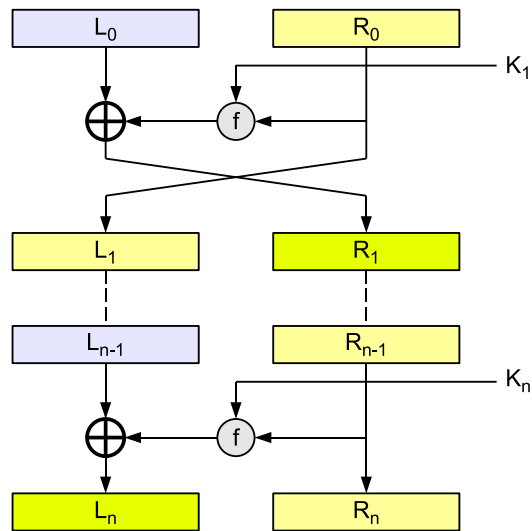 L₀ R₀
K₁
f
L₁ R₁
Lₙ₋₁ Rₙ₋₁
Kₙ
f
Lₙ Rₙ